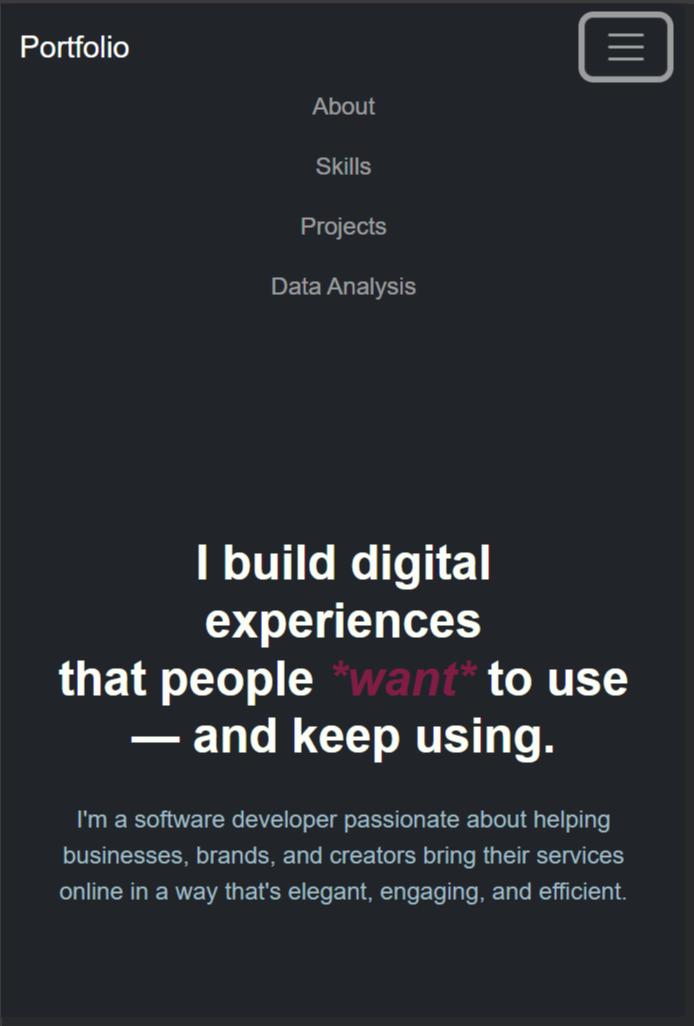 Portfolio
About
Skills
Projects
Data Analysis
I build digital
experiences
that people *want* to use
— and keep using.
I'm a software developer passionate about helping
businesses, brands, and creators bring their services
online in a way that's elegant, engaging, and efficient.